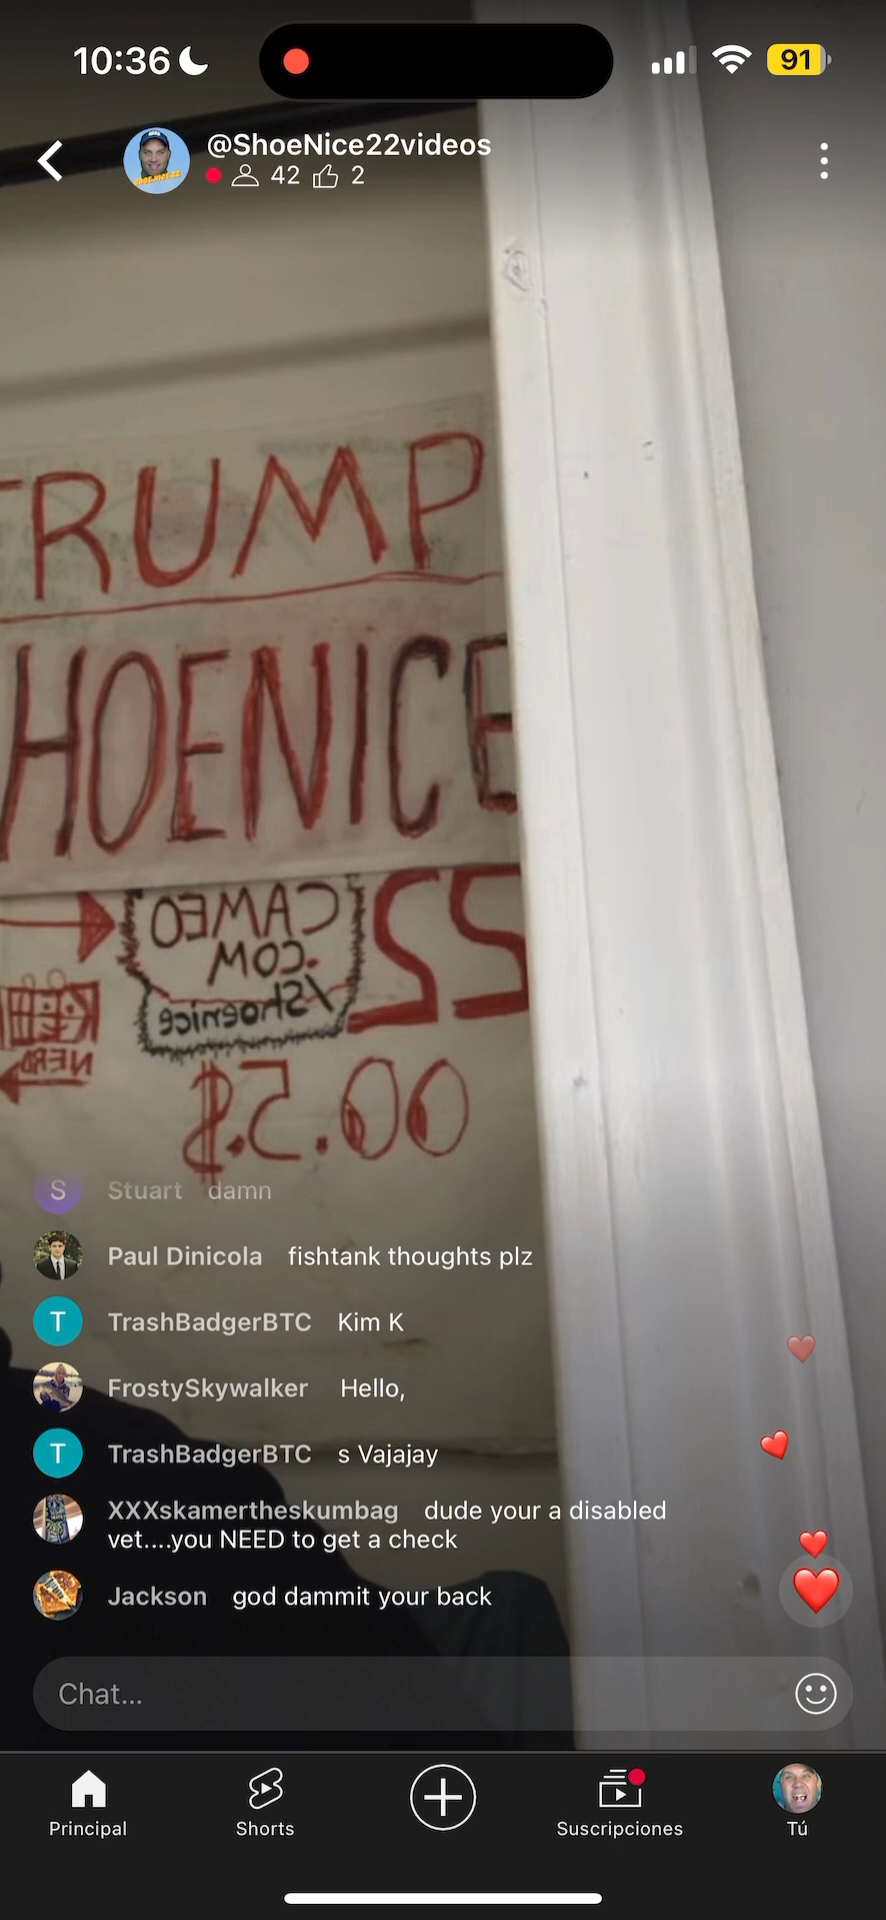 10:36
91
@ShoeNice22videos
42 2
RUMP
HOENICE
22
CAMEO
.COM
/Shoenice
NERD
$5.00
Stuart damn
Paul Dinicola fishtank thoughts plz
TrashBadgerBTC Kim K
FrostySkywalker Hello,
TrashBadgerBTC s Vajajay
XXXskamertheskumbag dude your a disabled
vet....you NEED to get a check
Jackson god dammit your back
Chat...
Principal
Shorts
Suscripciones
Tú